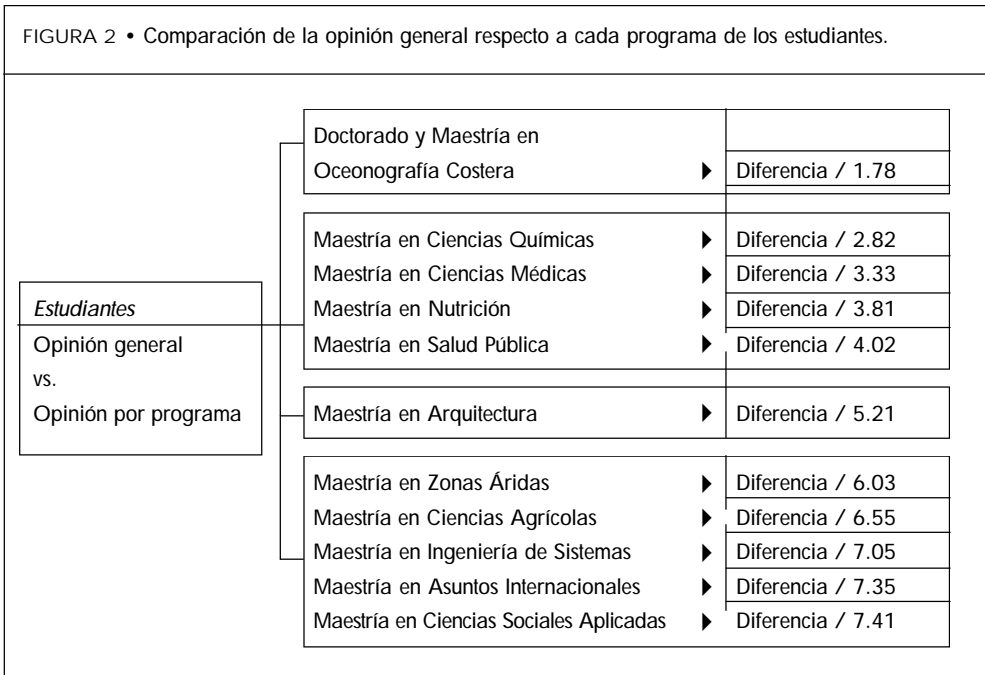 FIGURA 2 • Comparación de la opinión general respecto a cada programa de los estudiantes.
Doctorado y Maestría en
Oceonografía Costera ▶ Diferencia / 1.78
Maestría en Ciencias Químicas ▶ Diferencia / 2.82
Maestría en Ciencias Médicas ▶ Diferencia / 3.33
Maestría en Nutrición ▶ Diferencia / 3.81
Maestría en Salud Pública ▶ Diferencia / 4.02
Estudiantes
Opinión general
vs.
Opinión por programa
Maestría en Arquitectura ▶ Diferencia / 5.21
Maestría en Zonas Áridas ▶ Diferencia / 6.03
Maestría en Ciencias Agrícolas ▶ Diferencia / 6.55
Maestría en Ingeniería de Sistemas ▶ Diferencia / 7.05
Maestría en Asuntos Internacionales ▶ Diferencia / 7.35
Maestría en Ciencias Sociales Aplicadas ▶ Diferencia / 7.41